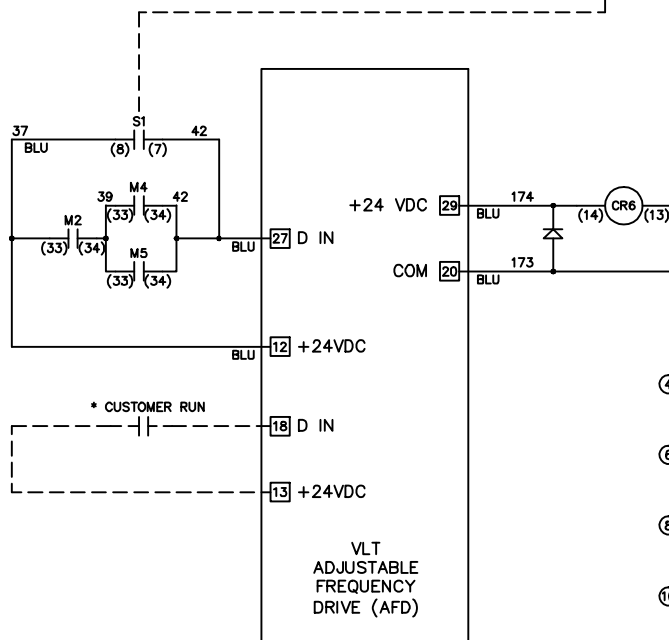 S1
37
42
BLU
(8)
(7)
39
M4
42
(33)
(34)
M2
(33)
(34)
M5
(33)
(34)
BLU
27 D IN
+24 VDC 29
174
BLU
(14)
CR6
(13)
COM 20
173
BLU
BLU
12 +24VDC
* CUSTOMER RUN
18 D IN
13 +24VDC
VLT
ADJUSTABLE
FREQUENCY
DRIVE (AFD)